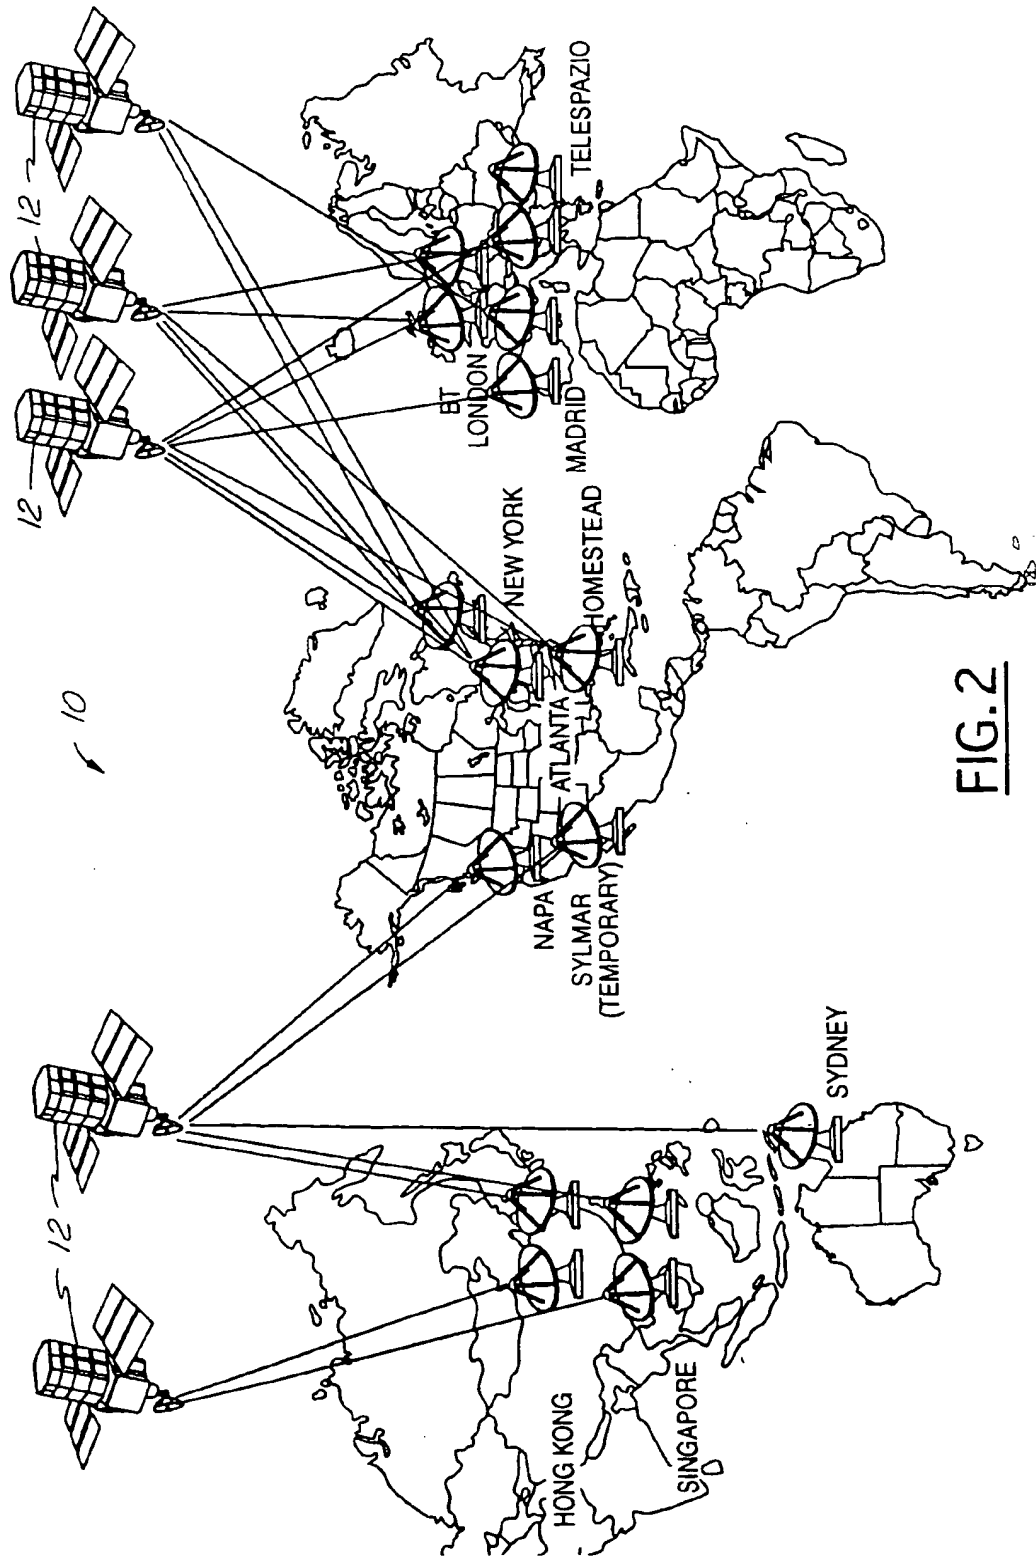 10
12
12
12
HONG KONG
SINGAPORE
SYDNEY
NAPA
SYLMAR
(TEMPORARY)
ATLANTA
NEW YORK
HOMESTEAD
BT
LONDON
MADRID
TELESPAZIO
FIG.2